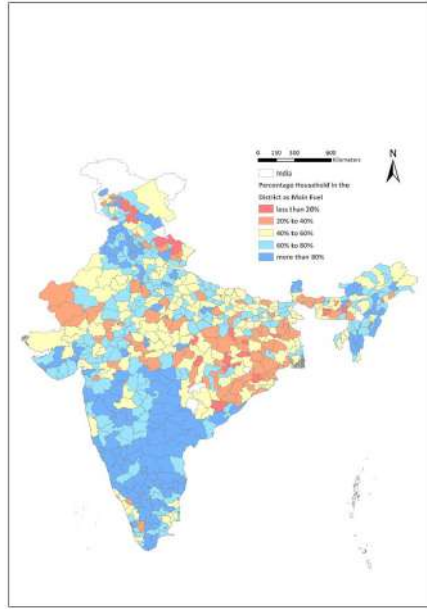 N
0 150 300 600
Kilometers
India
Percentage Household in the
District as Main Fuel
less than 20%
20% to 40%
40% to 60%
60% to 80%
more than 80%